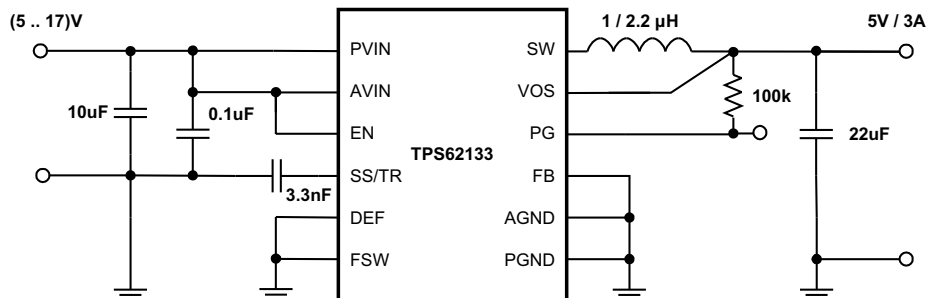 (5 .. 17)V
1 / 2.2 µH
5V / 3A
PVIN
SW
AVIN
VOS
10uF
0.1uF
100k
EN
PG
22uF
TPS62133
SS/TR
FB
3.3nF
DEF
AGND
FSW
PGND